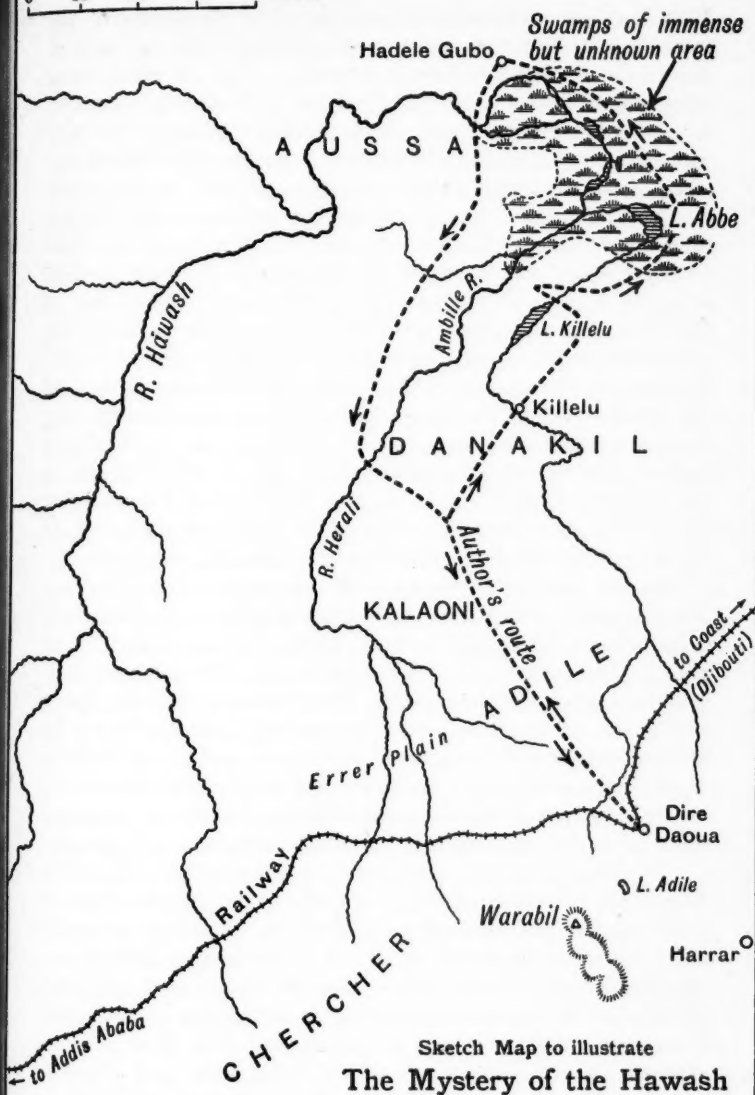 0
Swamps of immense
but unknown area
Hadele Gubo
AUSSA
L. Abbe
R. Hawash
Ambille R.
L. Killelu
Killelu
DANAKIL
R. Herali
Author's route
KALAONI
to Coast
(Djibouti)
ADILE
Errer Plain
Dire
Daoua
Railway
L. Adile
Warabil
Harrar
CHERCHER
← to Addis Ababa
Sketch Map to illustrate
The Mystery of the Hawash